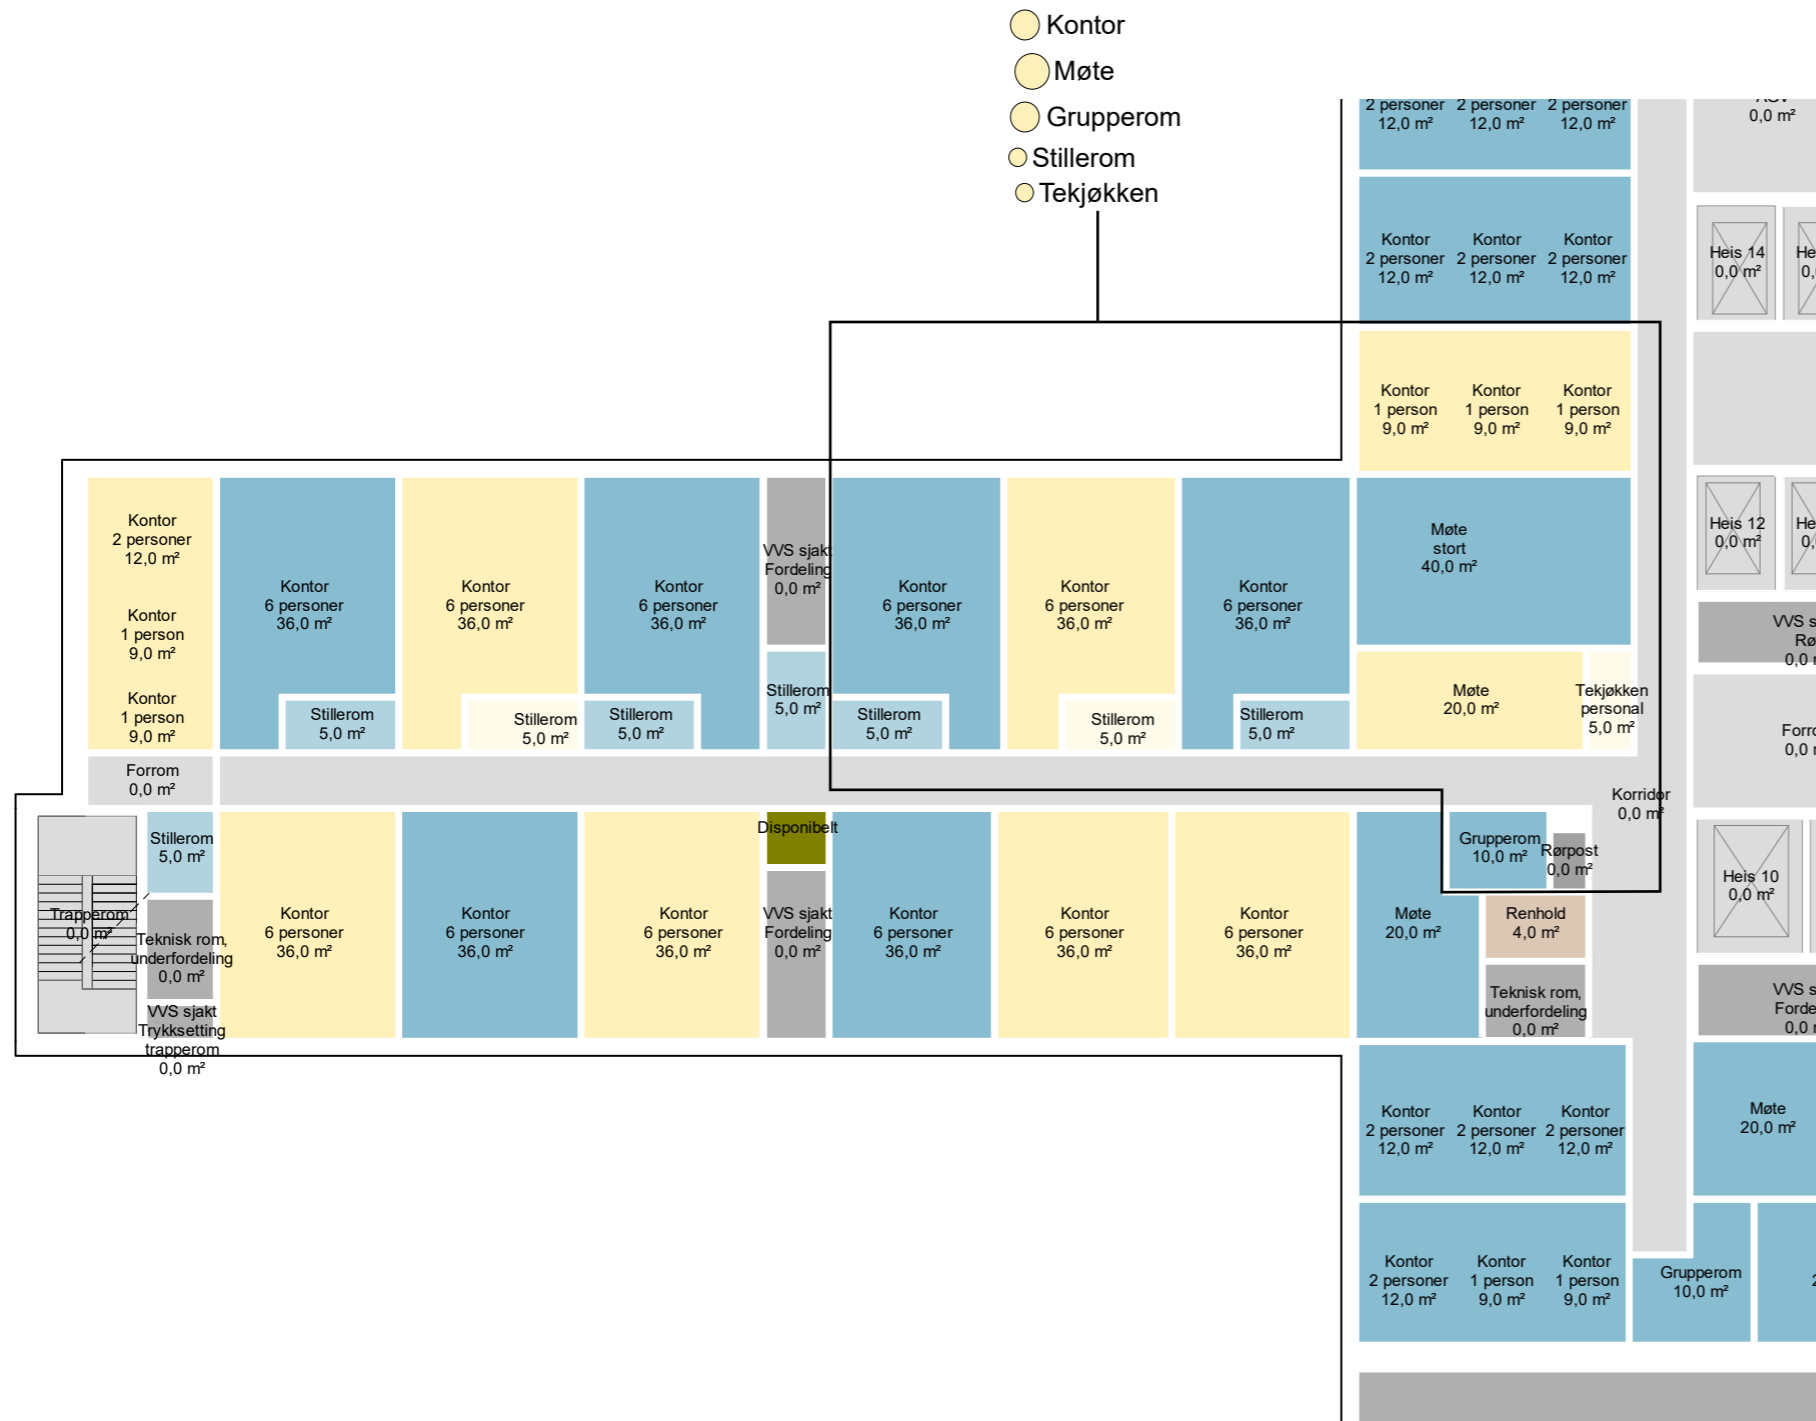 Kontor
Møte
Grupperom
Stillerom
Tekjøkken
2 personer
12,0 m²
2 personer
12,0 m²
2 personer
12,0 m²
0,0 m²
Kontor
2 personer
12,0 m²
Kontor
2 personer
12,0 m²
Kontor
2 personer
12,0 m²
Heis 14
0,0 m²
Kontor
1 person
9,0 m²
Kontor
1 person
9,0 m²
Kontor
1 person
9,0 m²
Kontor
2 personer
12,0 m²
Kontor
1 person
9,0 m²
Kontor
1 person
9,0 m²
Kontor
6 personer
36,0 m²
Kontor
6 personer
36,0 m²
Kontor
6 personer
36,0 m²
VVS sjakt
Fordeling
0,0 m²
Kontor
6 personer
36,0 m²
Kontor
6 personer
36,0 m²
Kontor
6 personer
36,0 m²
Møte
stort
40,0 m²
Heis 12
0,0 m²
Stillerom
5,0 m²
Stillerom
5,0 m²
Stillerom
5,0 m²
Stillerom
5,0 m²
Stillerom
5,0 m²
Stillerom
5,0 m²
Stillerom
5,0 m²
Møte
20,0 m²
Tekjøkken
personal
5,0 m²
VVS s
Rø
0,0 m
Forro
0,0 m
Forrom
0,0 m²
Korridor
0,0 m²
Trapperom
0,0 m²
Stillerom
5,0 m²
Teknisk rom,
underfordeling
0,0 m²
VVS sjakt
Trykksetting
trapperom
0,0 m²
Kontor
6 personer
36,0 m²
Kontor
6 personer
36,0 m²
Kontor
6 personer
36,0 m²
Disponibelt
VVS sjakt
Fordeling
0,0 m²
Kontor
6 personer
36,0 m²
Kontor
6 personer
36,0 m²
Kontor
6 personer
36,0 m²
Møte
20,0 m²
Grupperom
10,0 m²
Rørpost
0,0 m²
Renhold
4,0 m²
Teknisk rom,
underfordeling
0,0 m²
Heis 10
0,0 m²
VVS s
Forde
0,0 m
Kontor
2 personer
12,0 m²
Kontor
2 personer
12,0 m²
Kontor
2 personer
12,0 m²
Møte
20,0 m²
Kontor
2 personer
12,0 m²
Kontor
1 person
9,0 m²
Kontor
1 person
9,0 m²
Grupperom
10,0 m²